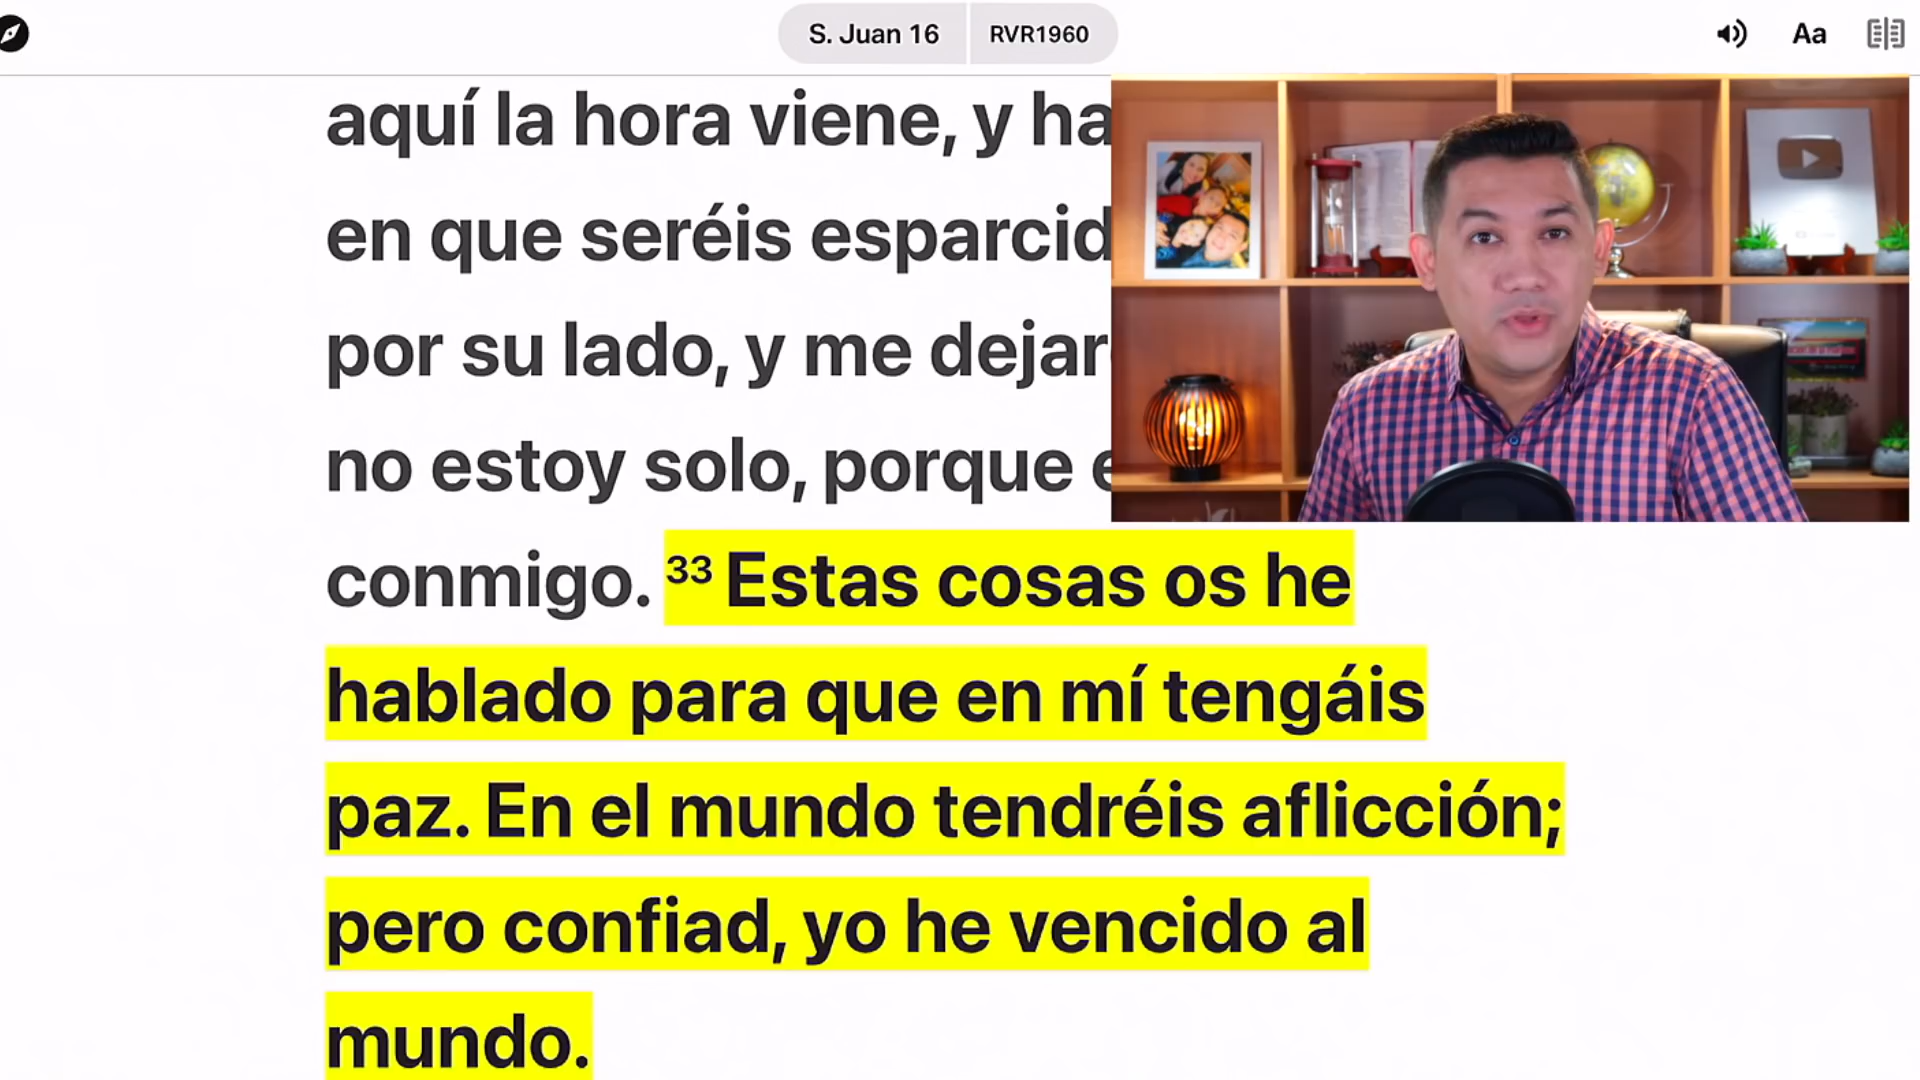 S. Juan 16 RVR1960 Aa
aquí la hora viene, y ha
en que seréis esparcid
por su lado, y me dejar
no estoy solo, porque e
conmigo. 33 Estas cosas os he
hablado para que en mí tengáis
paz. En el mundo tendréis aflicción;
pero confiad, yo he vencido al
mundo.